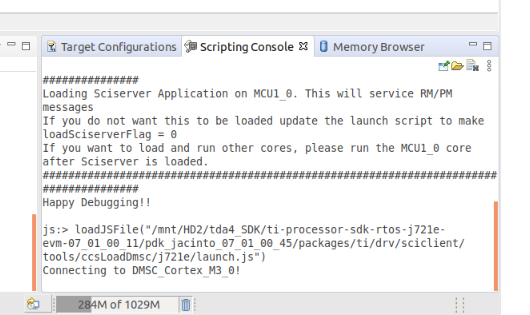 Target Configurations Scripting Console Memory Browser
###############
Loading Sciserver Application on MCU1_0. This will service RM/PM
messages
If you do not want this to be loaded update the launch script to make
loadSciserverFlag = 0
If you want to load and run other cores, please run the MCU1_0 core
after Sciserver is loaded.
#######################################################################
###############
Happy Debugging!!
js:> loadJSFile("/mnt/HD2/tda4_SDK/ti-processor-sdk-rtos-j721e-
evm-07_01_00_11/pdk_jacinto_07_01_00_45/packages/ti/drv/sciclient/
tools/ccsLoadDmsc/j721e/launch.js")
Connecting to DMSC_Cortex_M3_0!
284M of 1029M